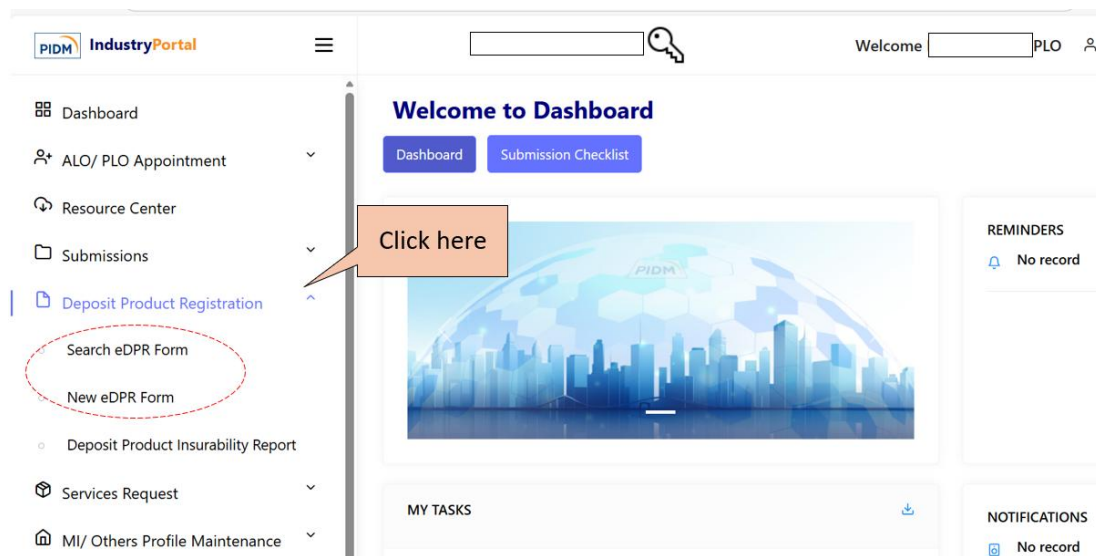 PIDM IndustryPortal
Welcome PLO
Dashboard
ALO/ PLO Appointment
Resource Center
Submissions
Deposit Product Registration
Search eDPR Form
New eDPR Form
Deposit Product Insurability Report
Services Request
MI/ Others Profile Maintenance
Click here
Welcome to Dashboard
Dashboard Submission Checklist
PIDM
REMINDERS
No record
MY TASKS
NOTIFICATIONS
No record